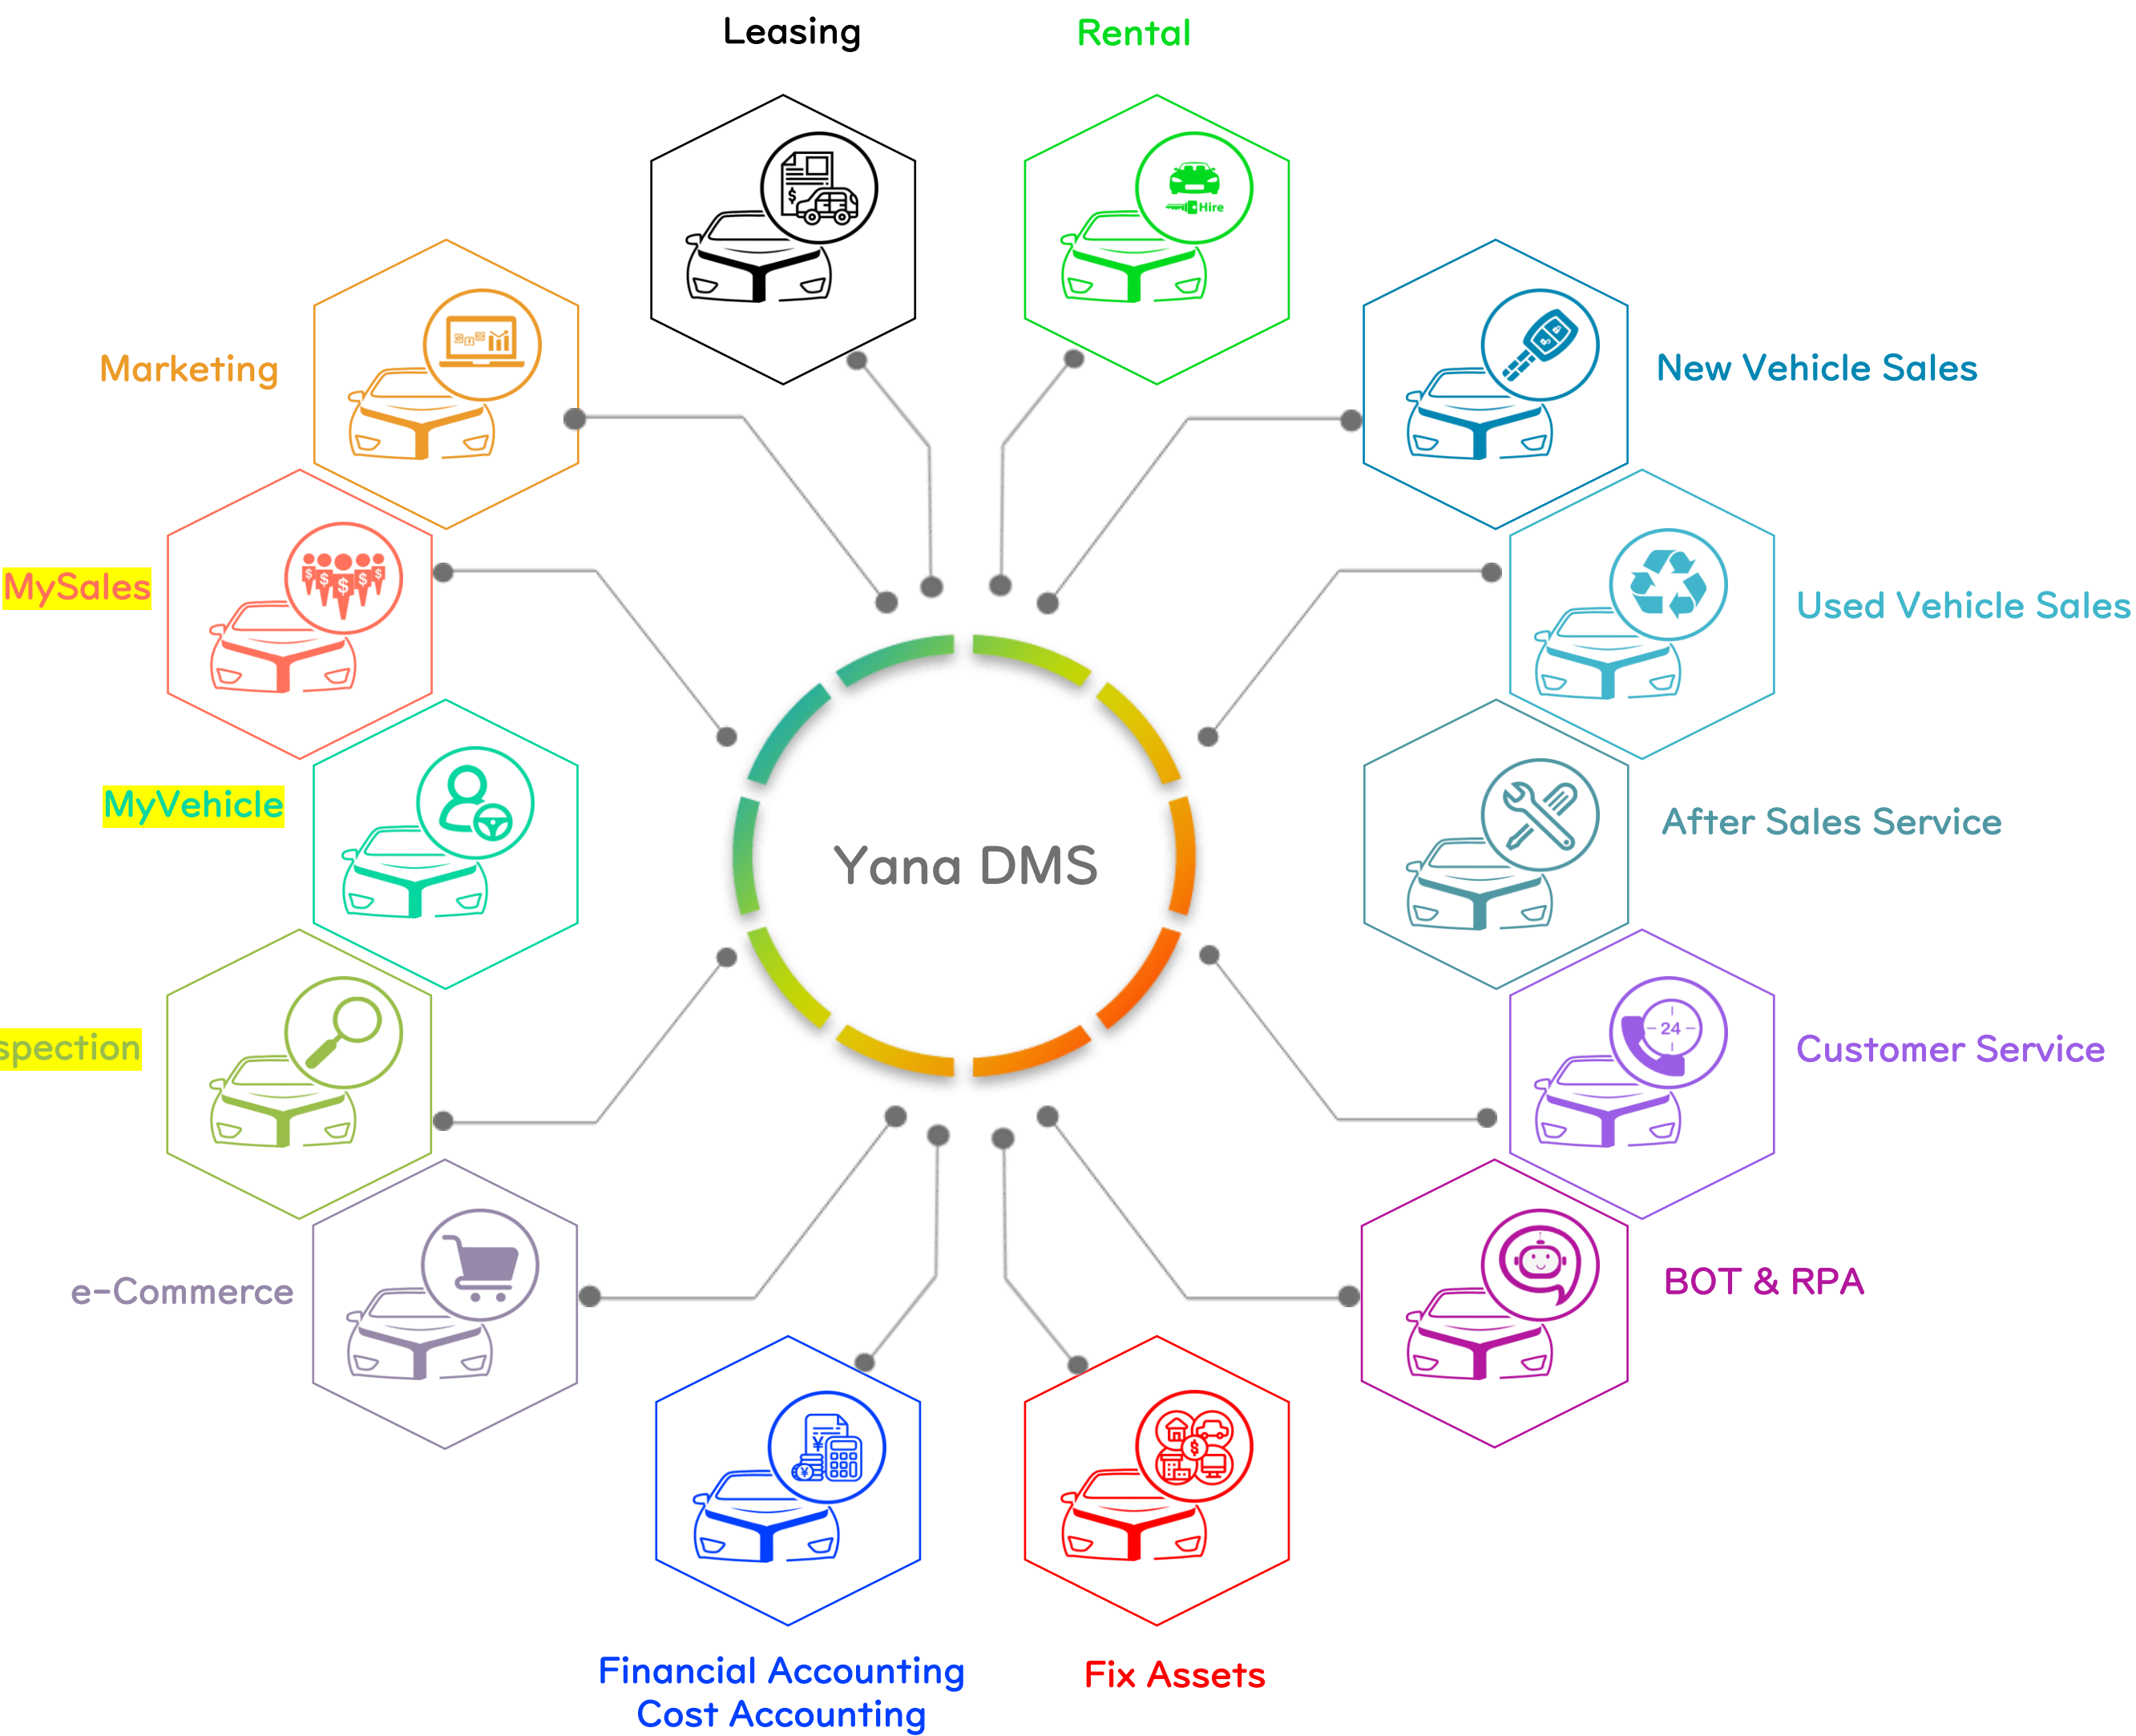 Leasing
Rental
Hire
Marketing
New Vehicle Sales
MySales
Used Vehicle Sales
MyVehicle
After Sales Service
Yana DMS
24
spection
Customer Service
e-Commerce
BOT & RPA
Financial Accounting
Cost Accounting
Fix Assets